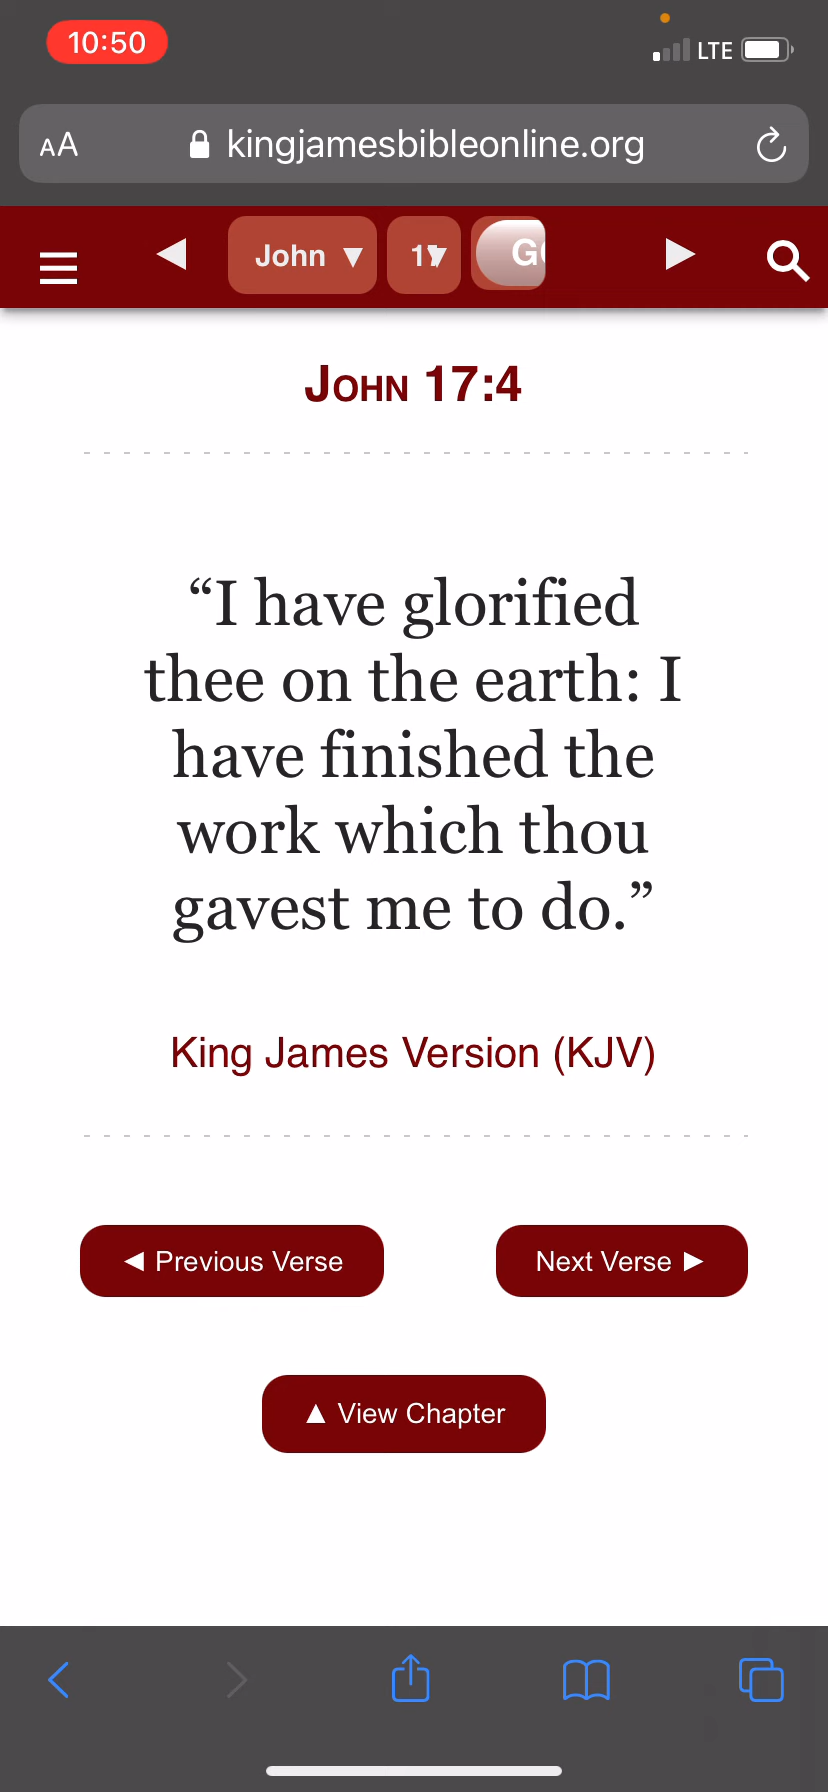 10:50
LTE
AA kingjamesbibleonline.org
John 17
John 17:4
“I have glorified
thee on the earth: I
have finished the
work which thou
gavest me to do.”
King James Version (KJV)
◀ Previous Verse
Next Verse ▶
▲ View Chapter